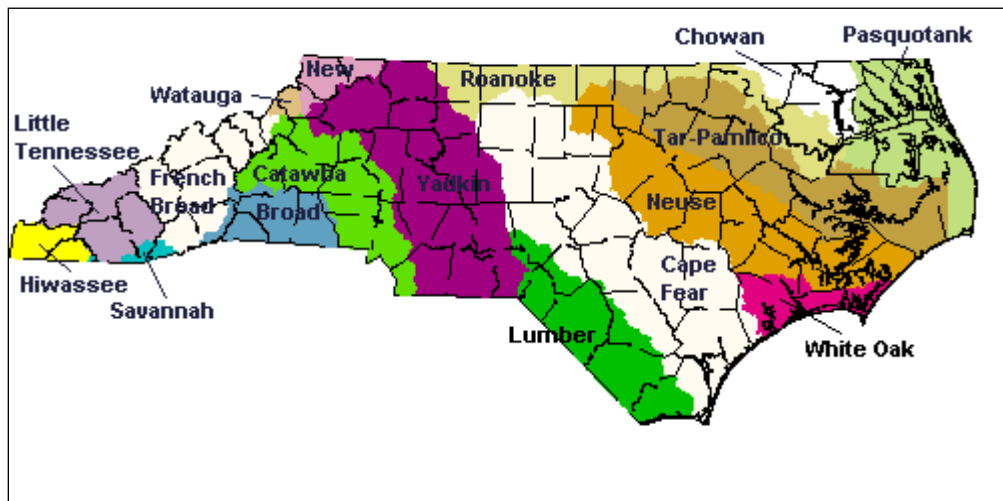 Chowan
Pasquotank
New
Roanoke
Watauga
Little
Tennessee
Tar-Pamlico
French
Broad
Catawba
Yadkin
Broad
Neuse
Cape
Fear
Hiwassee
Savannah
Lumber
White Oak